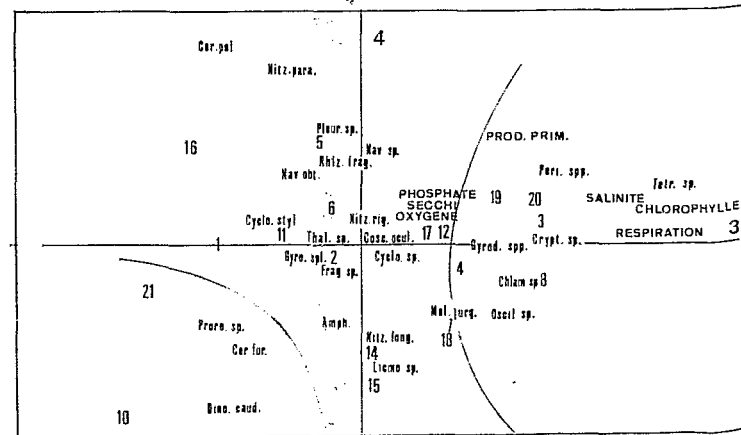 4
Cer.pol
Nitz.para.
Pleur. sp.
5
Nav sp.
PROD. PRIM.
16
Rhiz. frag.
Nav obt.
Peri. spp.
Tetr. sp.
PHOSPHATE
19
20
SALINITE
SECCHI
CHLOROPHYLLE
6
OXYGENE
Cyclo. styl
Nitz.rig.
3
11
Thal. sp.
Cosc. ocul.
17
12
RESPIRATION
3
1
Gyrod. spp.
Crypt. sp.
Gyro. spl.
2
Cyclo sp.
Frag sp.
4
Chlam sp
8
21
Mel. jurg.
Oscil sp.
Proro. sp.
Amph.
Nitz. long.
18
Cer fur.
14
Licmo sp.
15
Dino. caud.
10